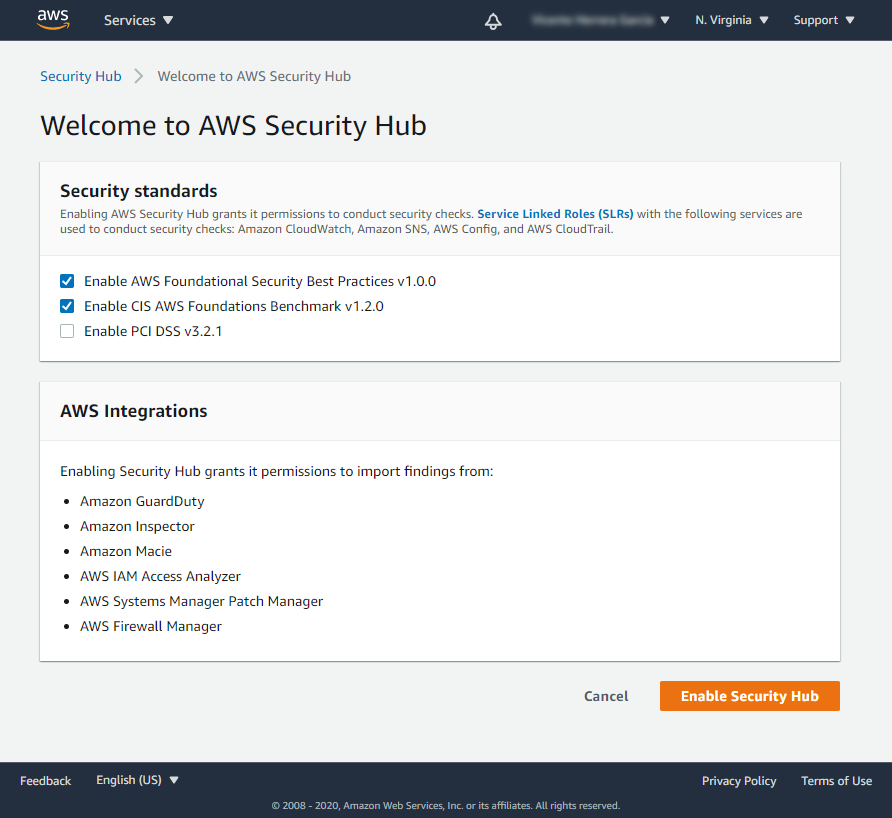 aws
Services
N. Virginia
Support
Security Hub
Welcome to AWS Security Hub
Welcome to AWS Security Hub
Security standards
Enabling AWS Security Hub grants it permissions to conduct security checks. Service Linked Roles (SLRs) with the following services are
used to conduct security checks: Amazon CloudWatch, Amazon SNS, AWS Config, and AWS CloudTrail.
Enable AWS Foundational Security Best Practices v1.0.0
Enable CIS AWS Foundations Benchmark v1.2.0
Enable PCI DSS v3.2.1
AWS Integrations
Enabling Security Hub grants it permissions to import findings from:
Amazon GuardDuty
Amazon Inspector
Amazon Macie
AWS IAM Access Analyzer
AWS Systems Manager Patch Manager
AWS Firewall Manager
Cancel
Enable Security Hub
Feedback
English (US)
Privacy Policy
Terms of Use
© 2008 - 2020, Amazon Web Services, Inc. or its affiliates. All rights reserved.